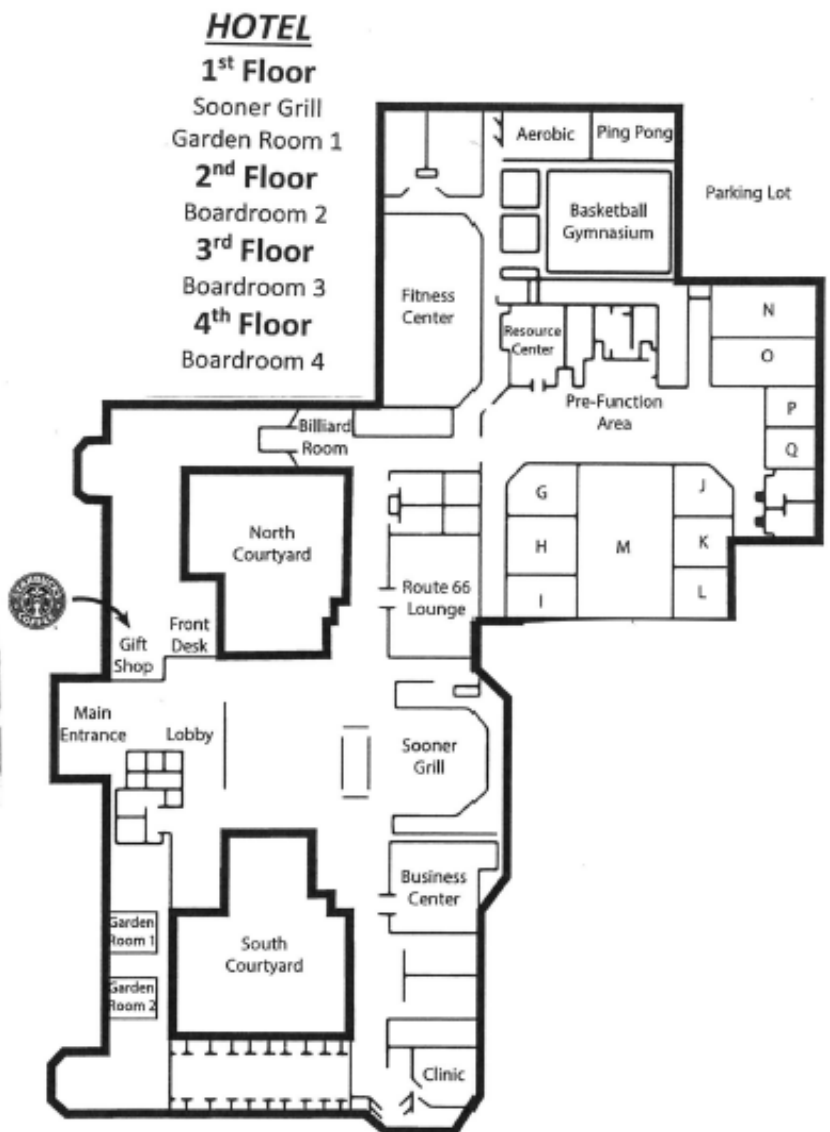 HOTEL
1st Floor
Sooner Grill
Garden Room 1
2nd Floor
Boardroom 2
3rd Floor
Boardroom 3
4th Floor
Boardroom 4
Aerobic
Ping Pong
Parking Lot
Basketball
Gymnasium
Fitness
Center
Resource
Center
N
O
P
Q
Pre-Function
Area
Billiard
Room
G
H
I
J
K
L
M
North
Courtyard
Route 66
Lounge
STARBUCKS
COFFEE
Gift
Shop
Front
Desk
Main
Entrance
Lobby
Sooner
Grill
Business
Center
Garden
Room 1
Garden
Room 2
South
Courtyard
Clinic